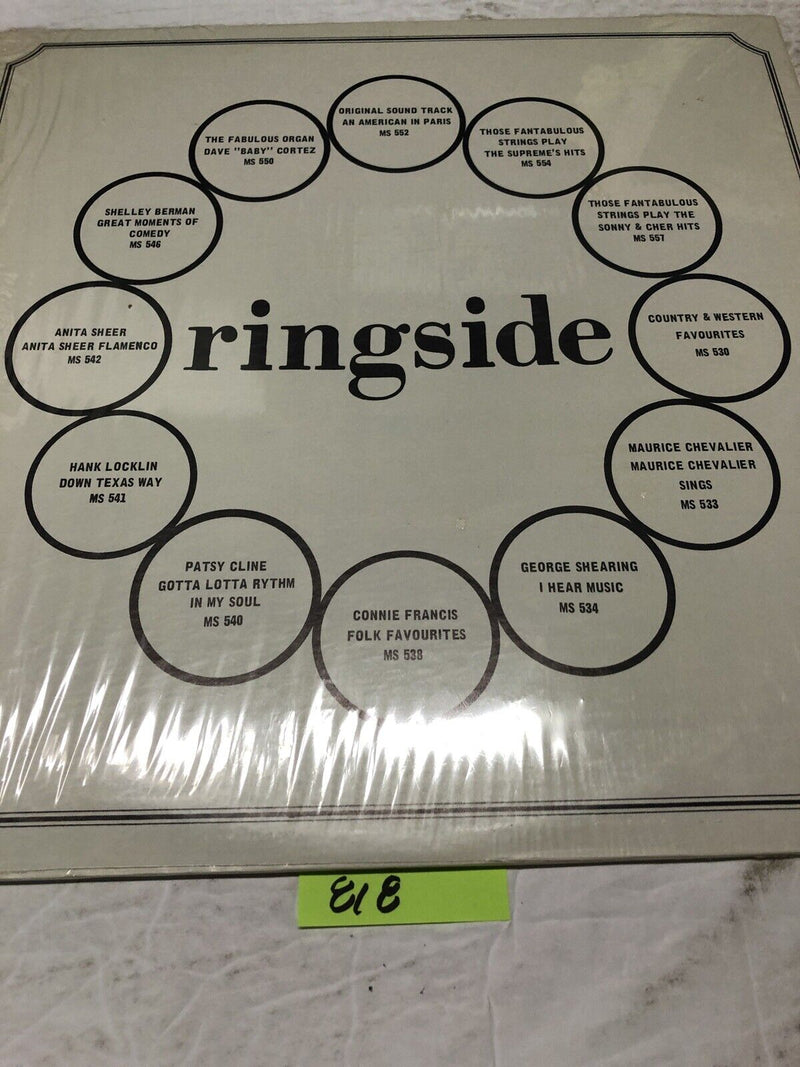 ORIGINAL SOUND TRACK
AN AMERICAN IN PARIS
MS 552
THOSE FANTABULOUS
STRINGS PLAY
THE SUPREME'S HITS
MS 554
THOSE FANTABULOUS
STRINGS PLAY THE
SONNY & CHER HITS
MS 557
COUNTRY & WESTERN
FAVOURITES
MS 530
MAURICE CHEVALIER
MAURICE CHEVALIER
SINGS
MS 533
GEORGE SHEARING
I HEAR MUSIC
MS 534
CONNIE FRANCIS
FOLK FAVOURITES
MS 538
PATSY CLINE
GOTTA LOTTA RYTHM
IN MY SOUL
MS 540
HANK LOCKLIN
DOWN TEXAS WAY
MS 541
ANITA SHEER
ANITA SHEER FLAMENCO
MS 542
SHELLEY BERMAN
GREAT MOMENTS OF
COMEDY
MS 546
THE FABULOUS ORGAN
DAVE "BABY" CORTEZ
MS 550
ringside